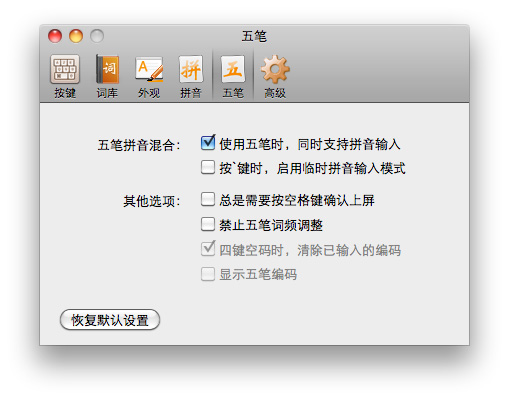 五笔
词
A
拼
五
按键 词库 外观 拼音 五笔 高级
五笔拼音混合： 使用五笔时，同时支持拼音输入
按`键时，启用临时拼音输入模式
其他选项： 总是需要按空格键确认上屏
禁止五笔词频调整
四键空码时，清除已输入的编码
显示五笔编码
恢复默认设置